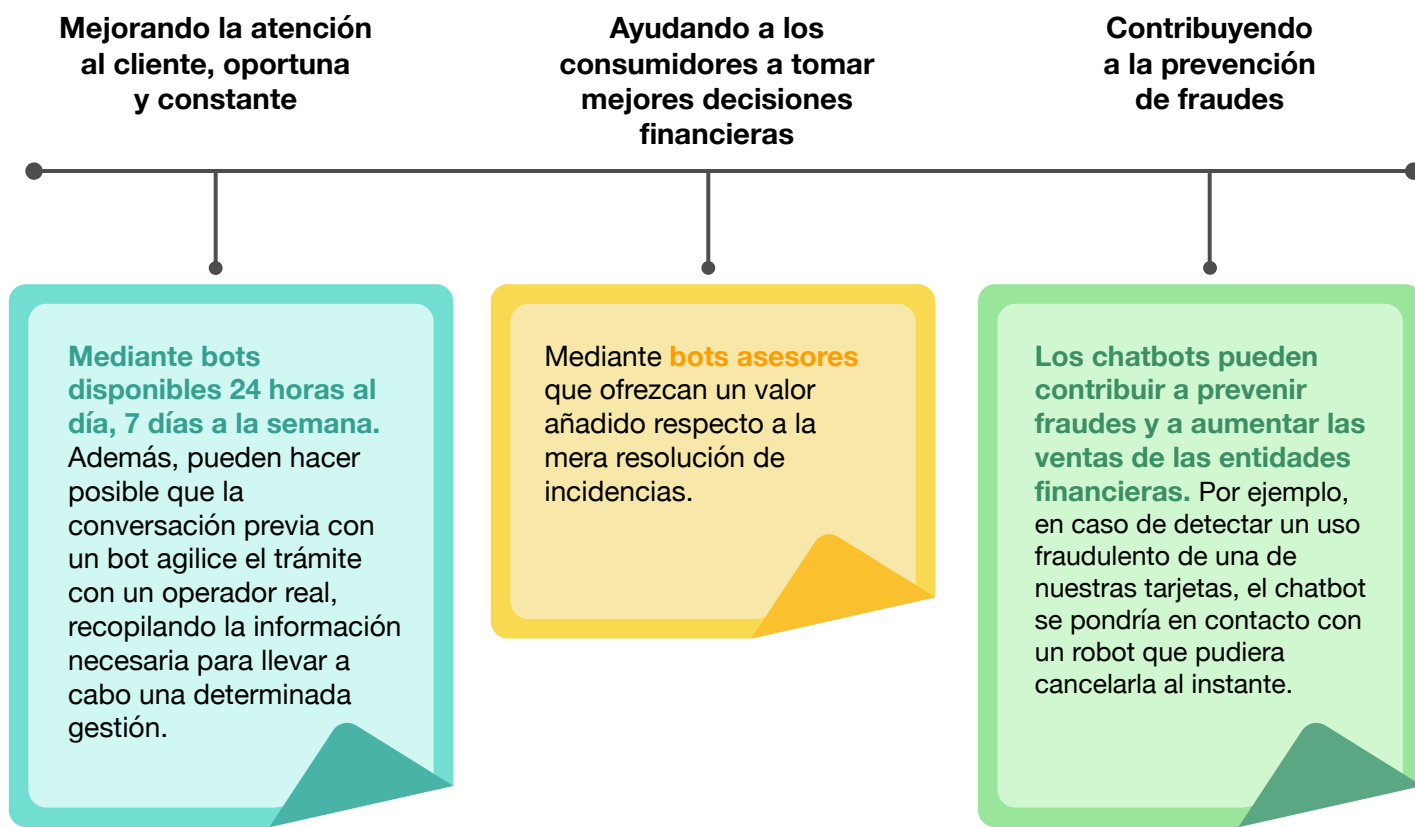 Mejorando la atención
al cliente, oportuna
y constante
Ayudando a los
consumidores a tomar
mejores decisiones
financieras
Contribuyendo
a la prevención
de fraudes
Mediante bots
disponibles 24 horas al
día, 7 días a la semana.
Además, pueden hacer
posible que la
conversación previa con
un bot agilice el trámite
con un operador real,
recopilando la información
necesaria para llevar a
cabo una determinada
gestión.
Mediante bots asesores
que ofrezcan un valor
añadido respecto a la
mera resolución de
incidencias.
Los chatbots pueden
contribuir a prevenir
fraudes y a aumentar las
ventas de las entidades
financieras. Por ejemplo,
en caso de detectar un uso
fraudulento de una de
nuestras tarjetas, el chatbot
se pondría en contacto con
un robot que pudiera
cancelarla al instante.